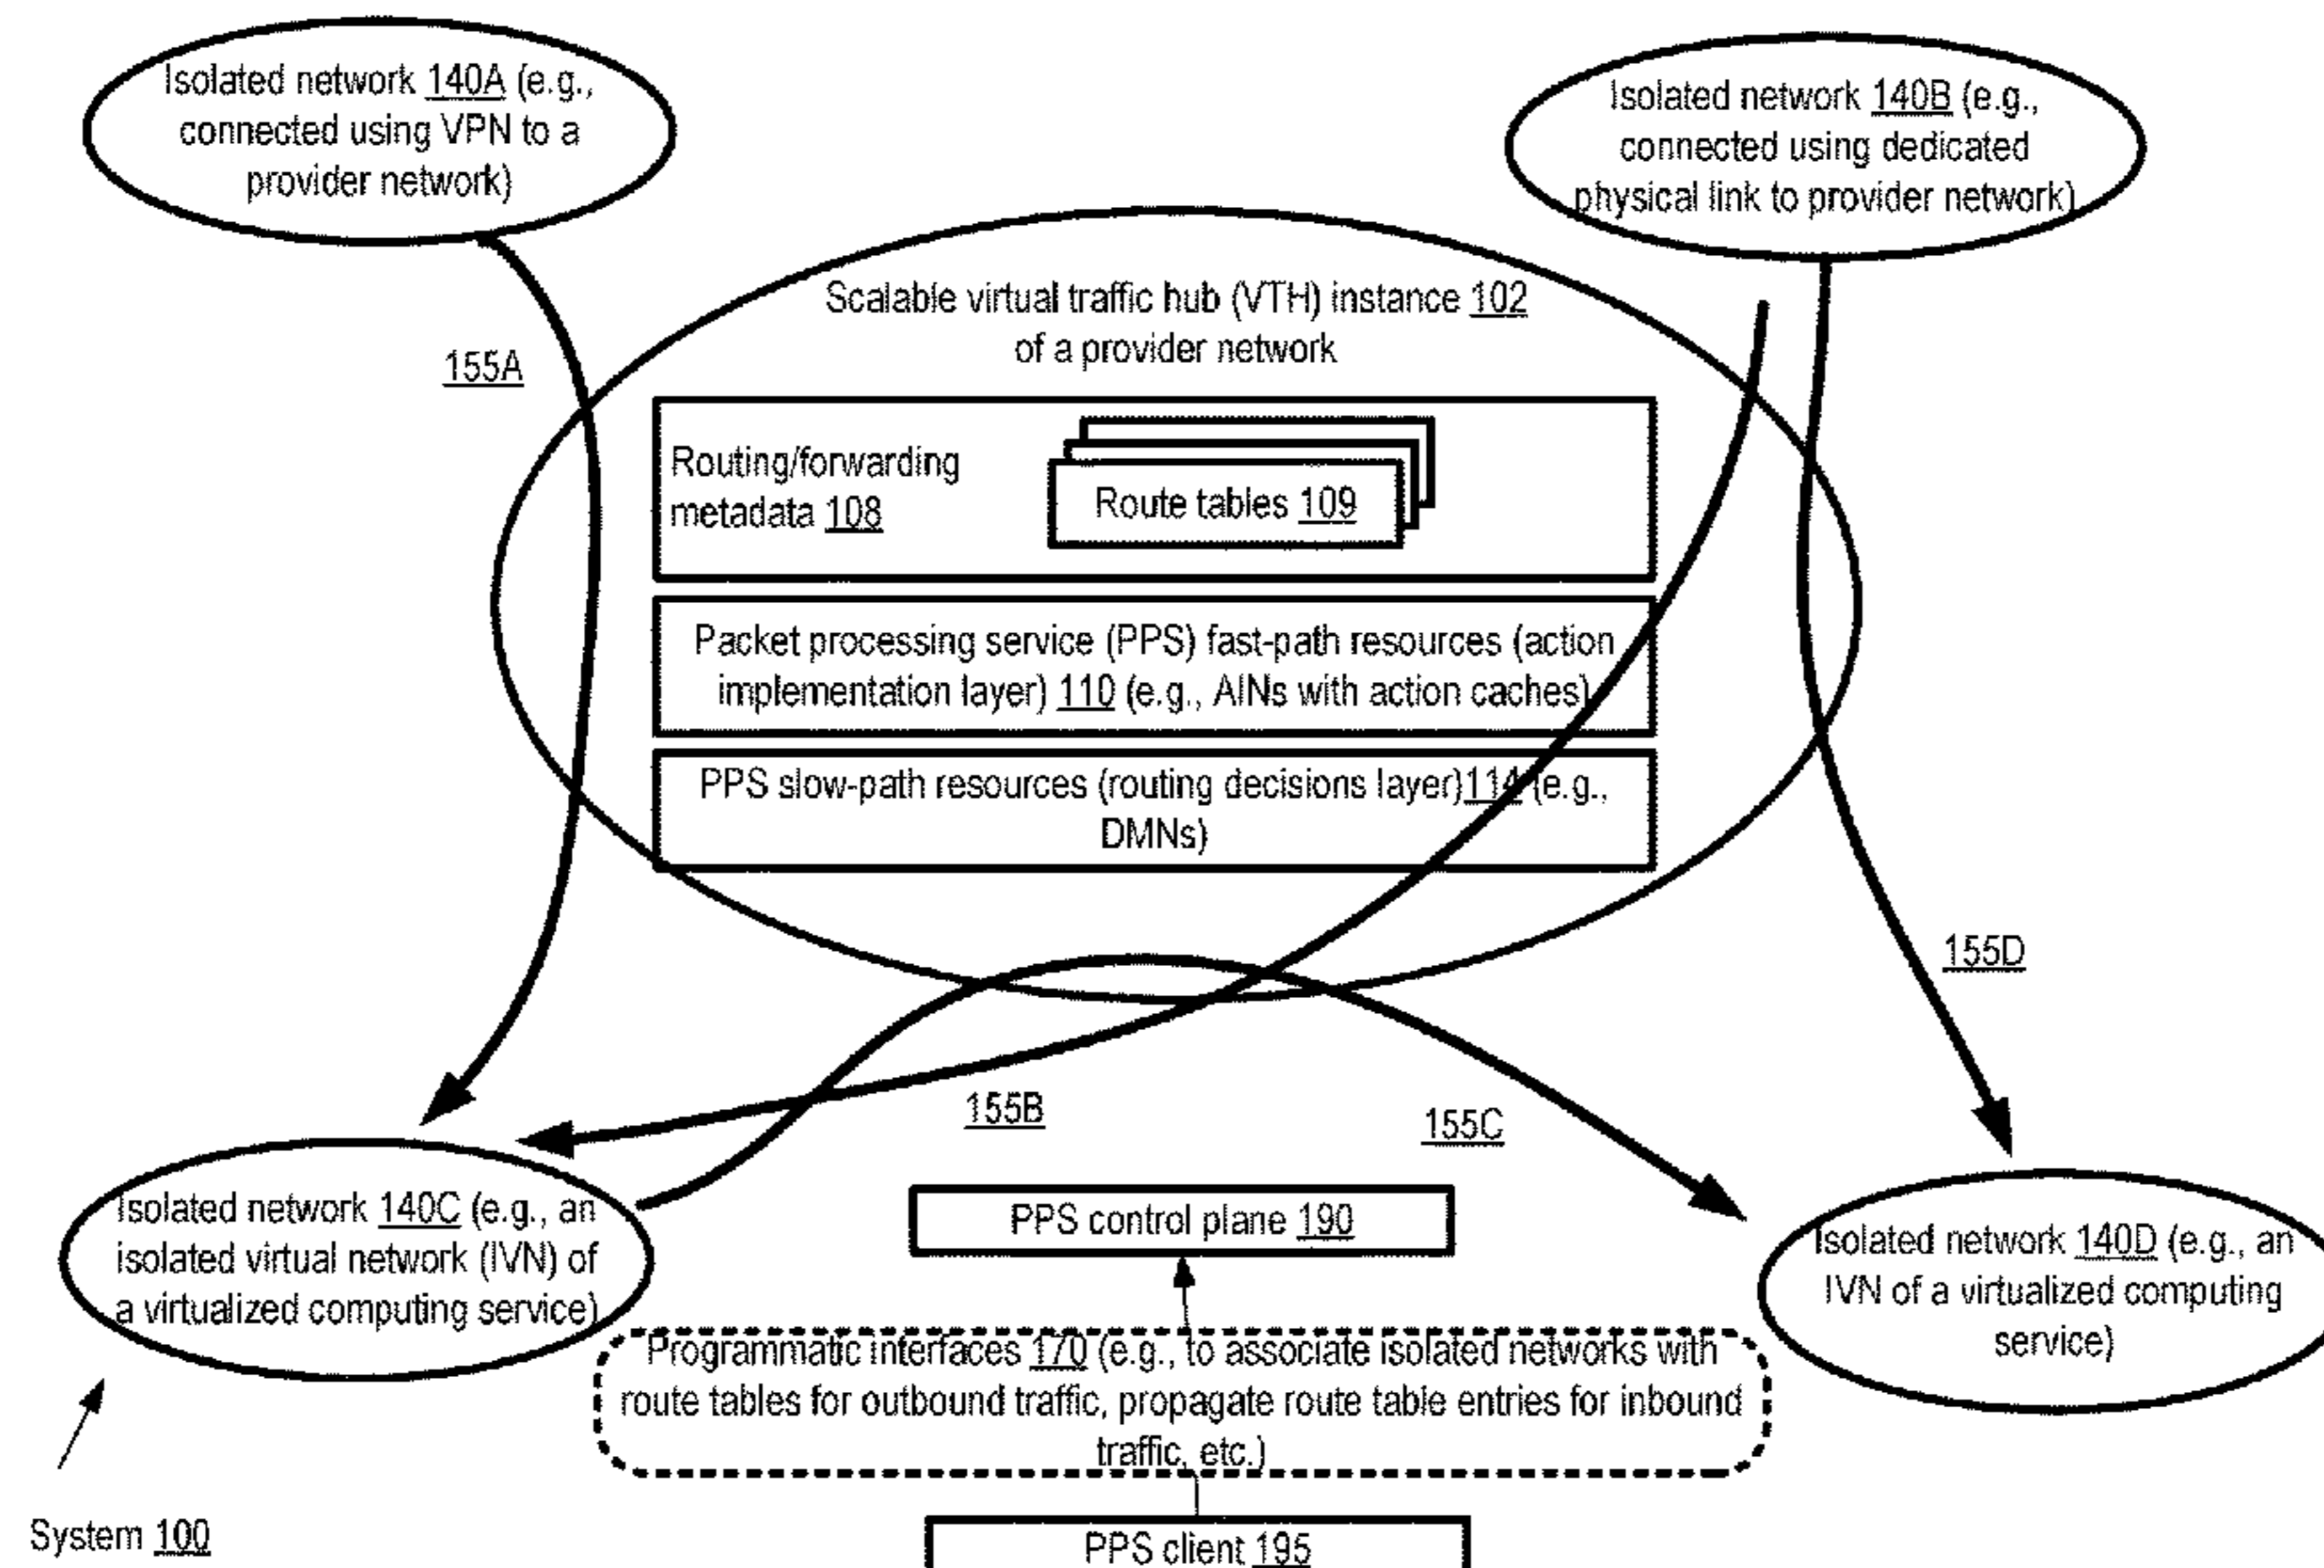 Isolated network 140A (e.g.,
connected using VPN to a
provider network)
Isolated network 140B (e.g.,
connected using dedicated
physical link to provider network)
Scalable virtual traffic hub (VTH) instance 102
of a provider network
155A
Routing/forwarding
metadata 108
Route tables 109
Packet processing service (PPS) fast-path resources (action
implementation layer) 110 (e.g., AINs with action caches)
PPS slow-path resources (routing decisions layer)114 (e.g.,
DMNs)
155D
155B
155C
Isolated network 140C (e.g., an
isolated virtual network (IVN) of
a virtualized computing service)
PPS control plane 190
Isolated network 140D (e.g., an
IVN of a virtualized computing
service)
Programmatic interfaces 170 (e.g., to associate isolated networks with
route tables for outbound traffic, propagate route table entries for inbound
traffic, etc.)
System 100
PPS client 195